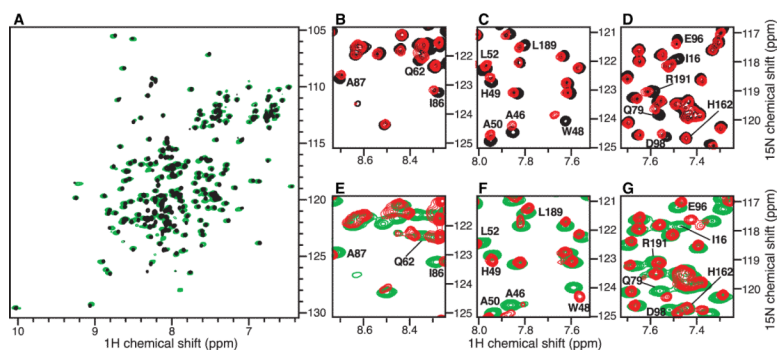 A
105
110
115
120
125
130
10
9
8
7
1H chemical shift (ppm)
B
A87
Q62
I86
122
123
124
125
8.6
8.4
C
L52
L189
H49
A50
A46
W48
121
122
123
124
125
8.0
7.8
7.6
D
E96
I16
R191
Q79
H162
D98
117
118
119
120
7.6
7.4
15N chemical shift (ppm)
E
A87
Q62
I86
122
123
124
125
8.6
8.4
F
L52
L189
H49
A50
A46
W48
121
122
123
124
125
8.0
7.8
7.6
1H chemical shift (ppm)
G
E96
R191
I16
Q79
H162
D98
117
118
119
120
7.6
7.4
15N chemical shift (ppm)